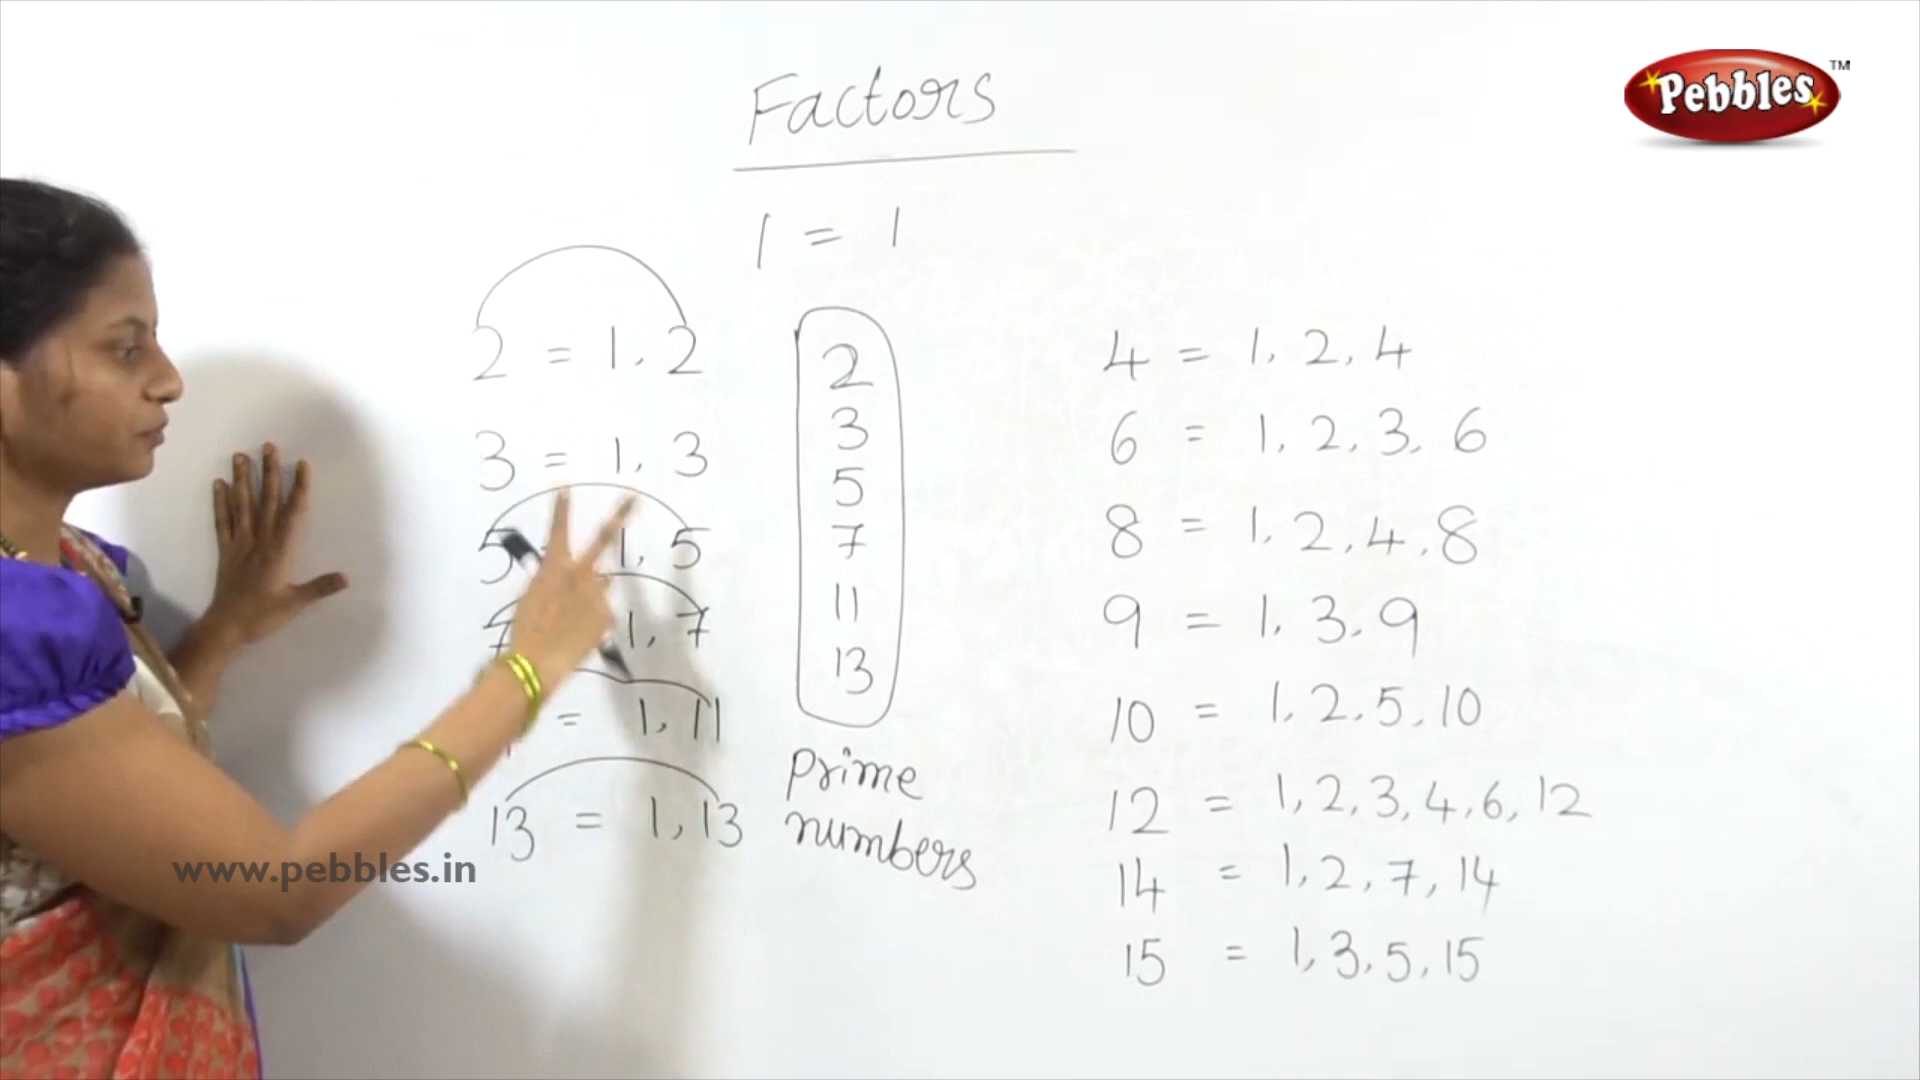 Pebbles TM
Factors
1 = 1
2 = 1, 2
3 = 1, 3
5 = 1, 5
7 1, 7
= 1, 11
13 = 1, 13
2
3
5
7
11
13
Prime
numbers
4 = 1, 2, 4
6 = 1, 2, 3, 6
8 = 1, 2, 4, 8
9 = 1, 3, 9
10 = 1, 2, 5, 10
12 = 1, 2, 3, 4, 6, 12
14 = 1, 2, 7, 14
15 = 1, 3, 5, 15
www.pebbles.in